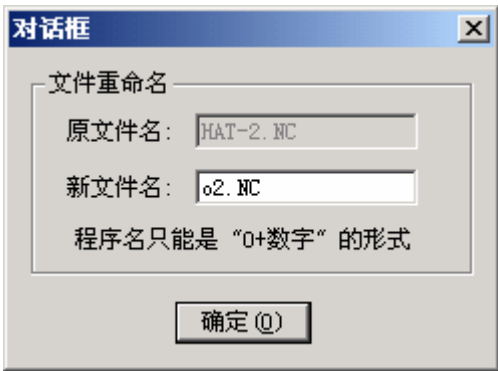 对话框
文件重命名
原文件名: HAT-2.NC
新文件名: o2.NC
程序名只能是 "O+数字" 的形式
确定(O)